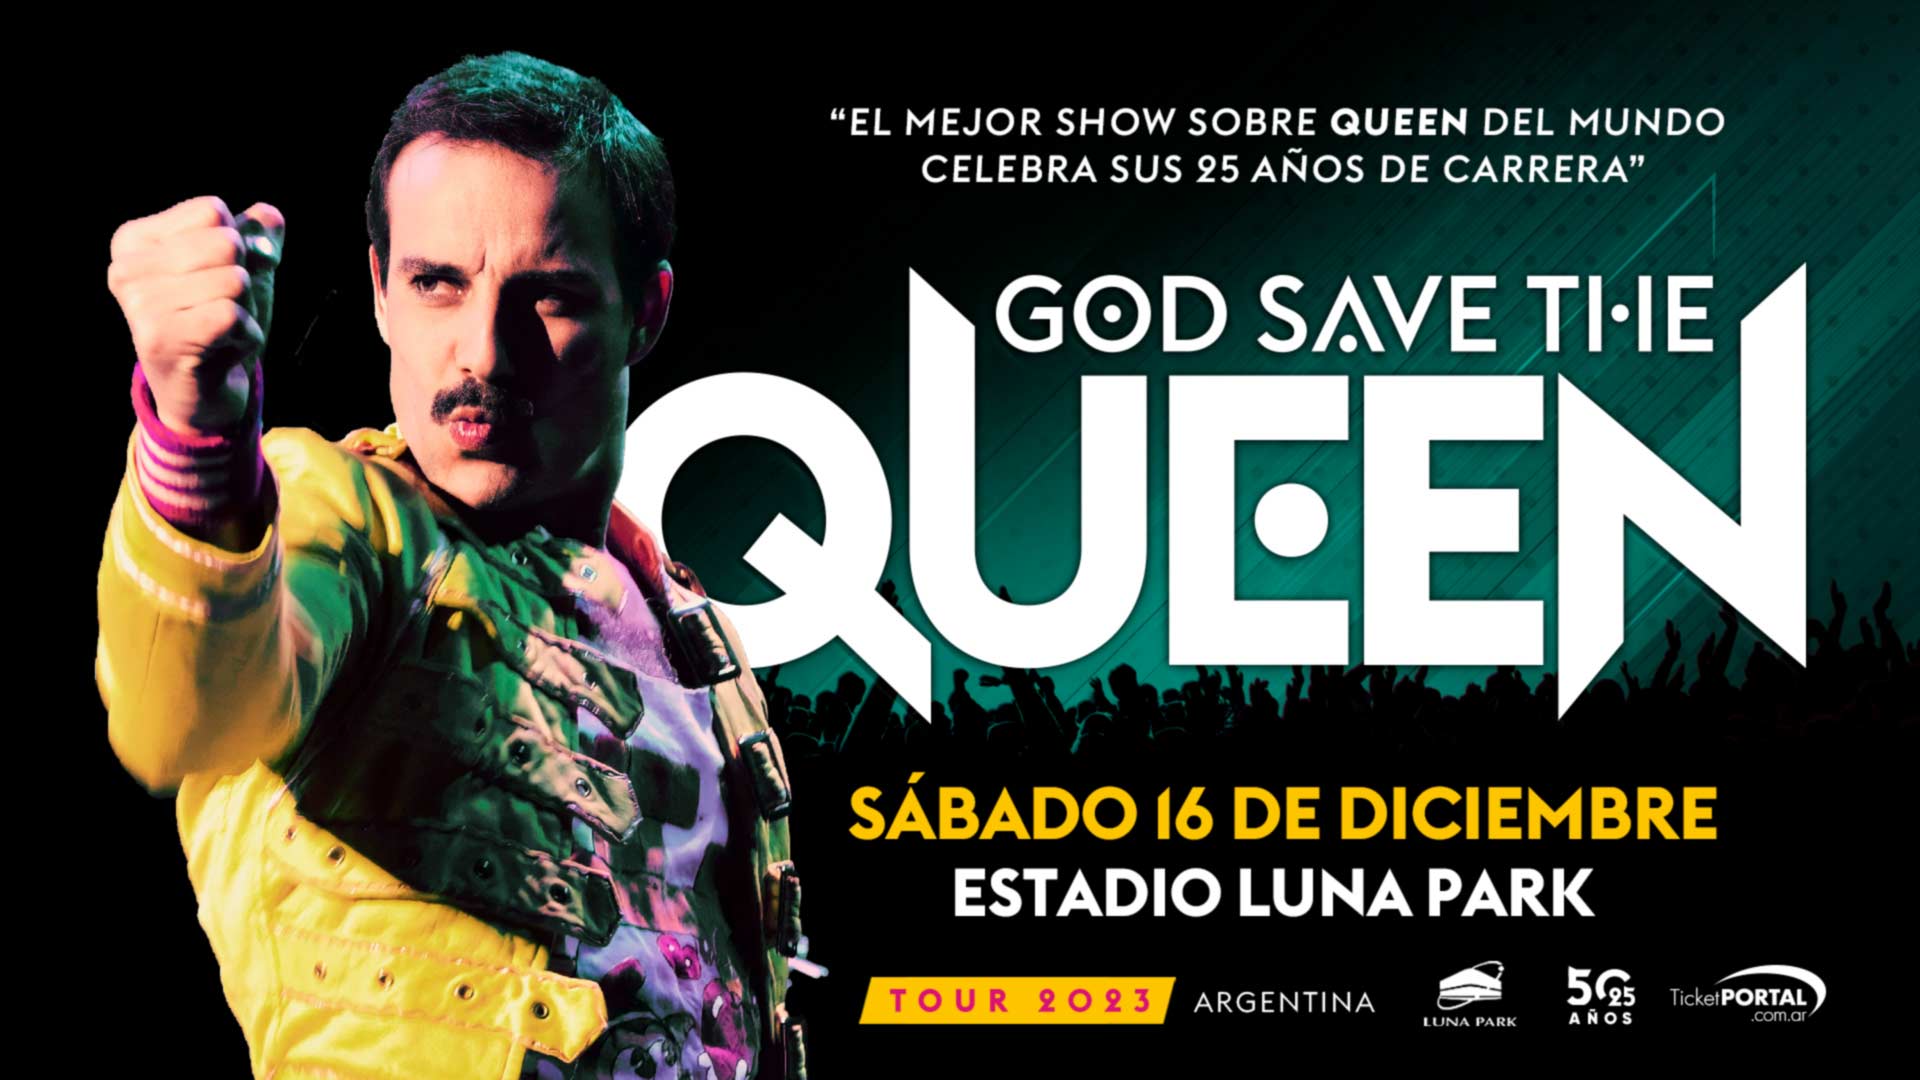 “EL MEJOR SHOW SOBRE QUEEN DEL MUNDO
CELEBRA SUS 25 AÑOS DE CARRERA”
GOD SAVE THE
QUEEN
SÁBADO 16 DE DICIEMBRE
ESTADIO LUNA PARK
TOUR 2023 ARGENTINA
LUNA PARK
50 25
AÑOS
TicketPORTAL
.com.ar